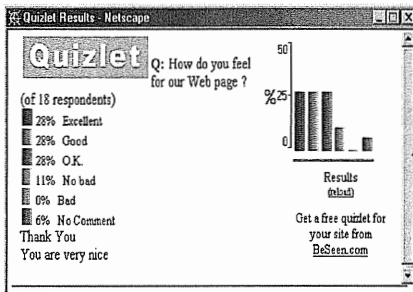 Quizlet Results - Netscape
Quizlet
Q: How do you feel
for our Web page ?
(of 18 respondents)
28% Excellent
28% Good
28% O.K.
11% No bad
0% Bad
6% No Comment
Thank You
You are very nice
50
%25
0
Results
(reload)
Get a free quizlet for
your site from
BeSeen.com